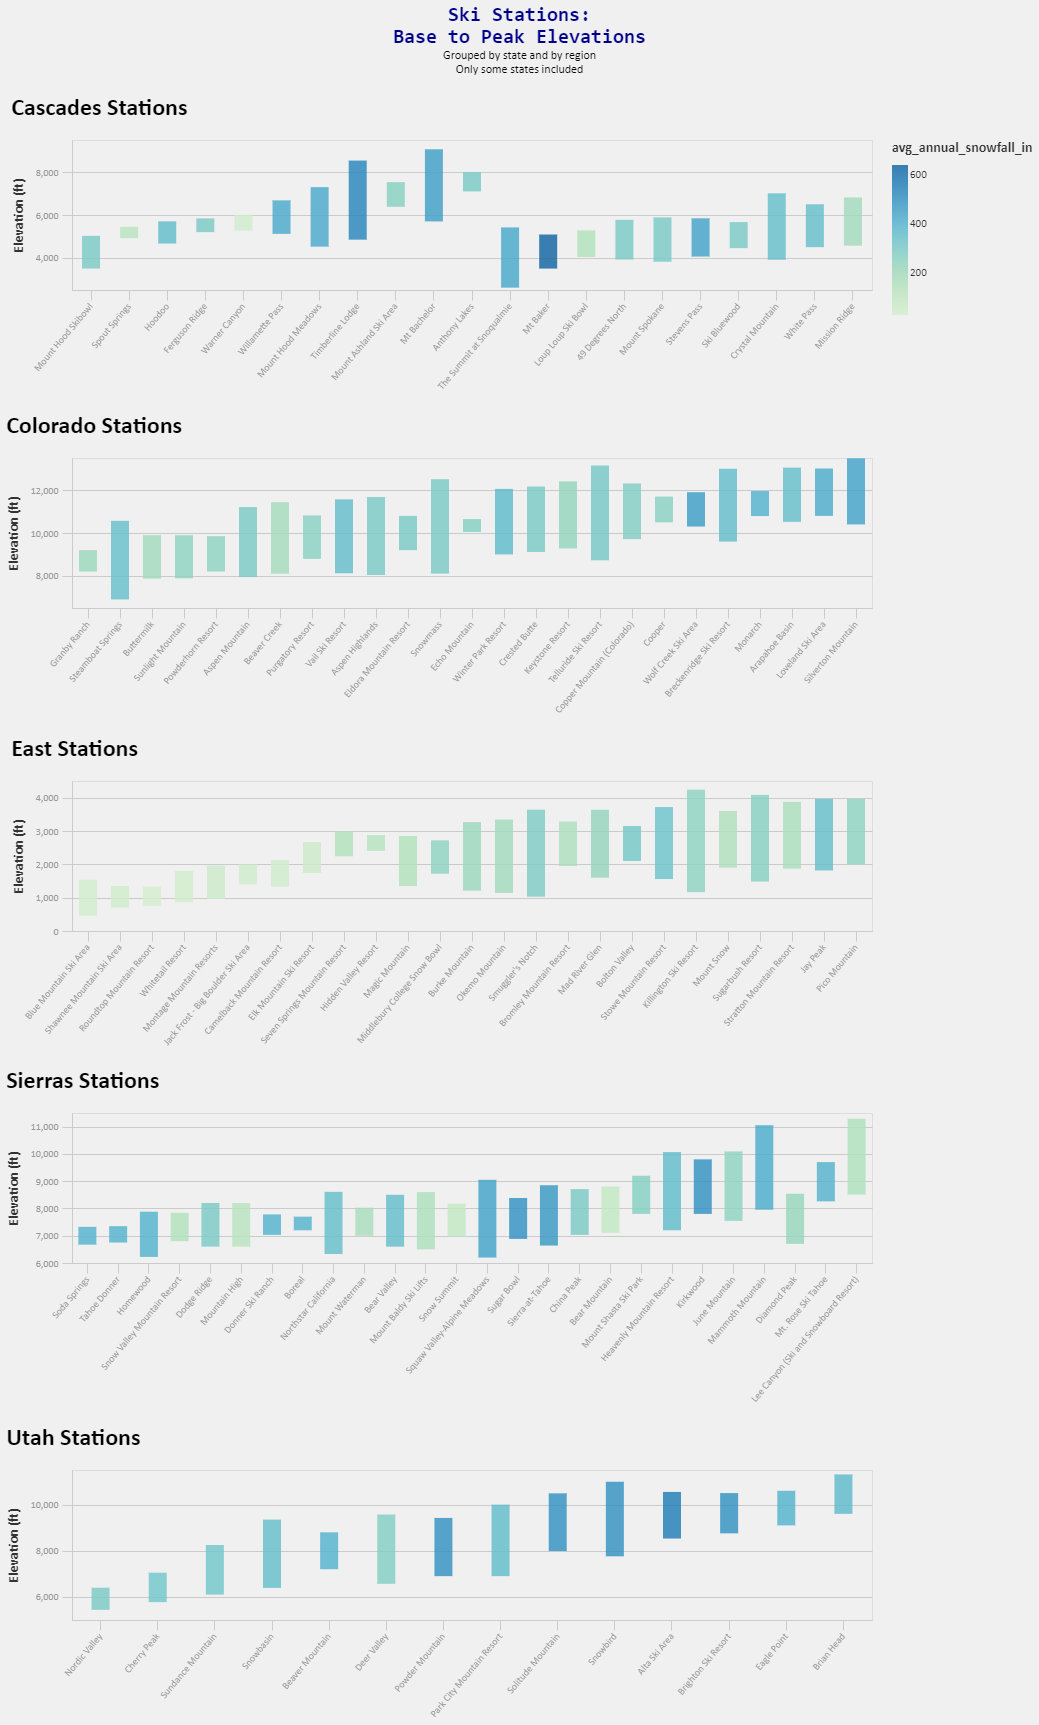 Ski Stations:
Base to Peak Elevations
Grouped by state and by region
Only some states included
Cascades Stations
avg_annual_snowfall_in
600
400
200
Elevation (ft)
8,000
6,000
4,000
Mount Hood Skibowl
Spout Springs
Hoodoo
Ferguson Ridge
Warner Canyon
Willamette Pass
Mount Hood Meadows
Timberline Lodge
Mount Ashland Ski Area
Mt Bachelor
Anthony Lakes
The Summit at Snoqualmie
Mt Baker
Loup Loup Ski Bowl
49 Degrees North
Mount Spokane
Stevens Pass
Ski Bluewood
Crystal Mountain
White Pass
Mission Ridge
Colorado Stations
Elevation (ft)
12,000
10,000
8,000
Granby Ranch
Steamboat Springs
Buttermilk
Sunlight Mountain
Powderhorn Resort
Aspen Mountain
Beaver Creek
Purgatory Resort
Vail Ski Resort
Aspen Highlands
Eldora Mountain Resort
Snowmass
Echo Mountain
Winter Park Resort
Crested Butte
Keystone Resort
Telluride Ski Resort
Copper Mountain (Colorado)
Cooper
Wolf Creek Ski Area
Breckenridge Ski Resort
Monarch
Arapahoe Basin
Loveland Ski Area
Silverton Mountain
East Stations
Elevation (ft)
4,000
3,000
2,000
1,000
0
Blue Mountain Ski Area
Shawnee Mountain Ski Area
Roundtop Mountain Resort
Whitetail Resort
Montage Mountain Resorts
Jack Frost - Big Boulder Ski Area
Camelback Mountain Resort
Elk Mountain Ski Resort
Seven Springs Mountain Resort
Hidden Valley Resort
Magic Mountain
Middlebury College Snow Bowl
Burke Mountain
Okemo Mountain
Smuggler's Notch
Bromley Mountain Resort
Mad River Glen
Bolton Valley
Stowe Mountain Resort
Killington Ski Resort
Mount Snow
Sugarbush Resort
Stratton Mountain Resort
Jay Peak
Pico Mountain
Sierras Stations
Elevation (ft)
11,000
10,000
9,000
8,000
7,000
6,000
Soda Springs
Tahoe Donner
Homewood
Snow Valley Mountain Resort
Dodge Ridge
Mountain High
Donner Ski Ranch
Boreal
Northstar California
Mount Waterman
Bear Valley
Mount Baldy Ski Lifts
Snow Summit
Squaw Valley-Alpine Meadows
Sugar Bowl
Sierra-at-Tahoe
China Peak
Bear Mountain
Mount Shasta Ski Park
Heavenly Mountain Resort
Kirkwood
June Mountain
Mammoth Mountain
Diamond Peak
Mt. Rose Ski Tahoe
Lee Canyon (Ski and Snowboard Resort)
Utah Stations
Elevation (ft)
10,000
8,000
6,000
Nordic Valley
Cherry Peak
Sundance Mountain
Snowbasin
Beaver Mountain
Deer Valley
Powder Mountain
Park City Mountain Resort
Solitude Mountain
Snowbird
Alta Ski Area
Brighton Ski Resort
Eagle Point
Brian Head